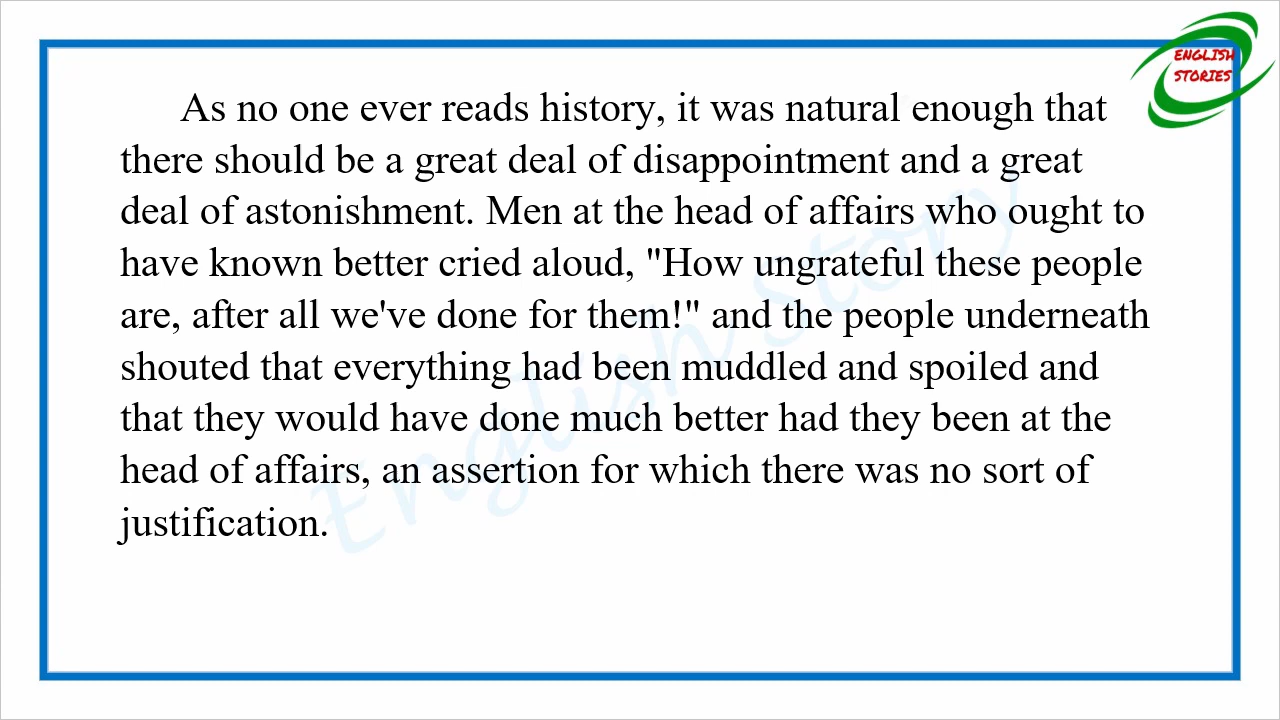 ENGLISH
STORIES
As no one ever reads history, it was natural enough that
there should be a great deal of disappointment and a great
deal of astonishment. Men at the head of affairs who ought to
have known better cried aloud, "How ungrateful these people
are, after all we've done for them!" and the people underneath
shouted that everything had been muddled and spoiled and
that they would have done much better had they been at the
head of affairs, an assertion for which there was no sort of
justification.
English Story